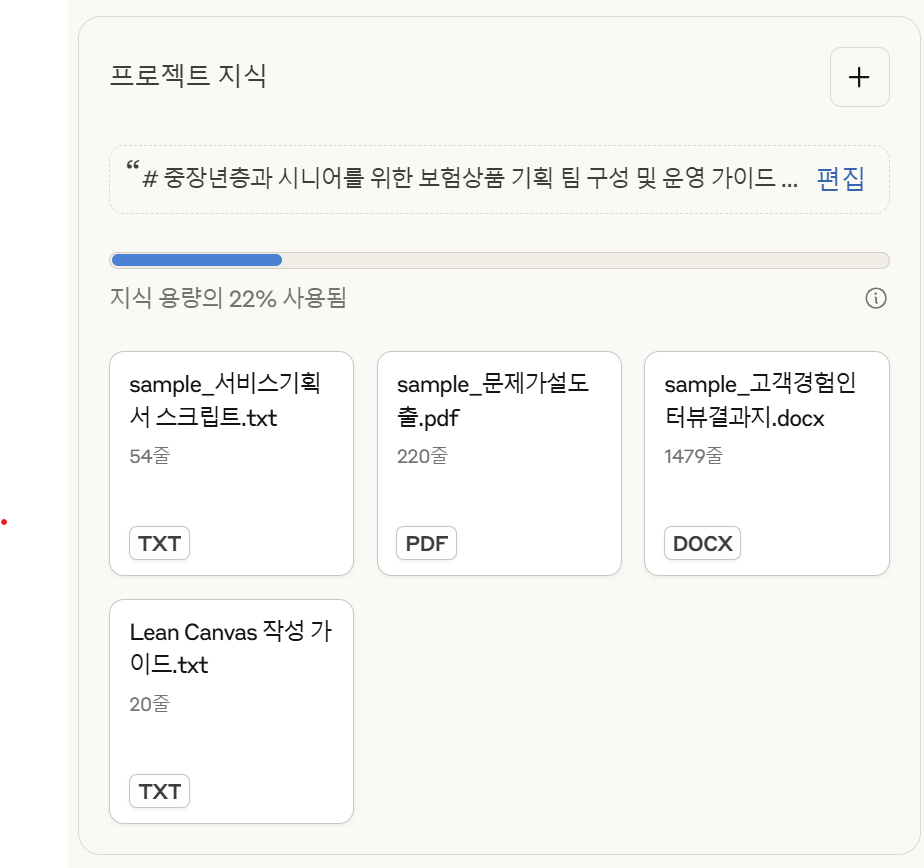 프로젝트 지식
“# 중장년층과 시니어를 위한 보험상품 기획 팀 구성 및 운영 가이드 ... 편집
지식 용량의 22% 사용됨
sample_서비스기획
서 스크립트.txt
54줄
TXT
sample_문제가설도
출.pdf
220줄
PDF
sample_고객경험인
터뷰결과지.docx
1479줄
DOCX
Lean Canvas 작성 가
이드.txt
20줄
TXT